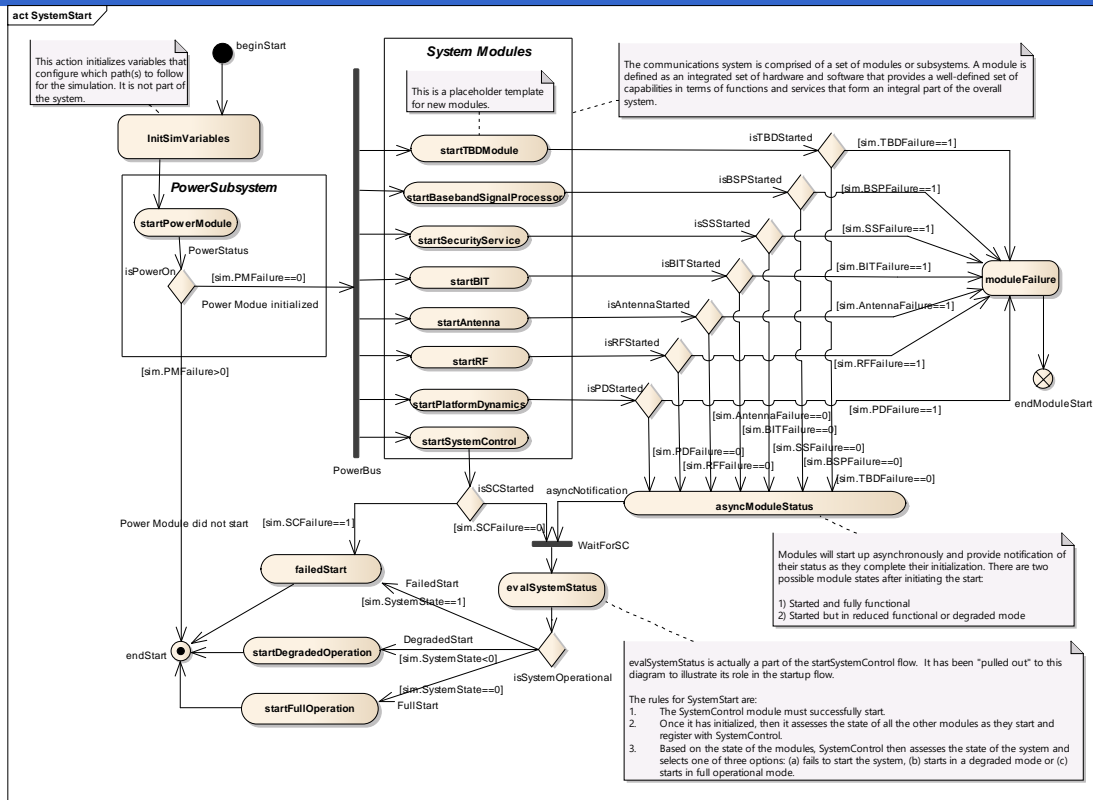 act SystemStart
beginStart
This action initializes variables that
configure which path(s) to follow
for the simulation. It is not part of
the system.
InitSimVariables
PowerSubsystem
startPowerModule
PowerStatus
isPowerOn
[sim.PMFailure==0]
Power Modue initialized
[sim.PMFailure>0]
Power Module did not start
PowerBus
System Modules
This is a placeholder template
for new modules.
The communications system is comprised of a set of modules or subsystems. A module is
defined as an integrated set of hardware and software that provides a well-defined set of
capabilities in terms of functions and services that form an integral part of the overall
system.
startTBDModule
startBasebandSignalProcessor
startSecurityService
startBIT
startAntenna
startRF
startPlatformDynamics
startSystemControl
isTBDStarted
[sim.TBDFailure==1]
isBSPStarted
[sim.BSPFailure==1]
isSSStarted
[sim.SSFailure==1]
isBITStarted
[sim.BITFailure==1]
isAntennaStarted
[sim.AntennaFailure==1]
isRFStarted
[sim.RFFailure==1]
isPDStarted
[sim.PDFailure==1]
moduleFailure
endModuleStart
[sim.AntennaFailure==0]
[sim.BITFailure==0]
[sim.PDFailure==0]
[sim.SSFailure==0]
[sim.RFFailure==0]
[sim.BSPFailure==0]
[sim.TBDFailure==0]
isSCStarted
asyncNotification
asyncModuleStatus
[sim.SCFailure==1]
[sim.SCFailure==0]
WaitForSC
failedStart
FailedStart
[sim.SystemState==1]
evalSystemStatus
Modules will start up asynchronously and provide notification of
their status as they complete their initialization. There are two
possible module states after initiating the start:
1) Started and fully functional
2) Started but in reduced functional or degraded mode
endStart
startDegradedOperation
DegradedStart
[sim.SystemState<0]
isSystemOperational
[sim.SystemState==0]
FullStart
startFullOperation
evalSystemStatus is actually a part of the startSystemControl flow. It has been "pulled out" to this
diagram to illustrate its role in the startup flow.
The rules for SystemStart are:
1. The SystemControl module must successfully start.
2. Once it has initialized, then it assesses the state of all the other modules as they start and
register with SystemControl.
3. Based on the state of the modules, SystemControl then assesses the state of the system and
selects one of three options: (a) fails to start the system, (b) starts in a degraded mode or (c)
starts in full operational mode.